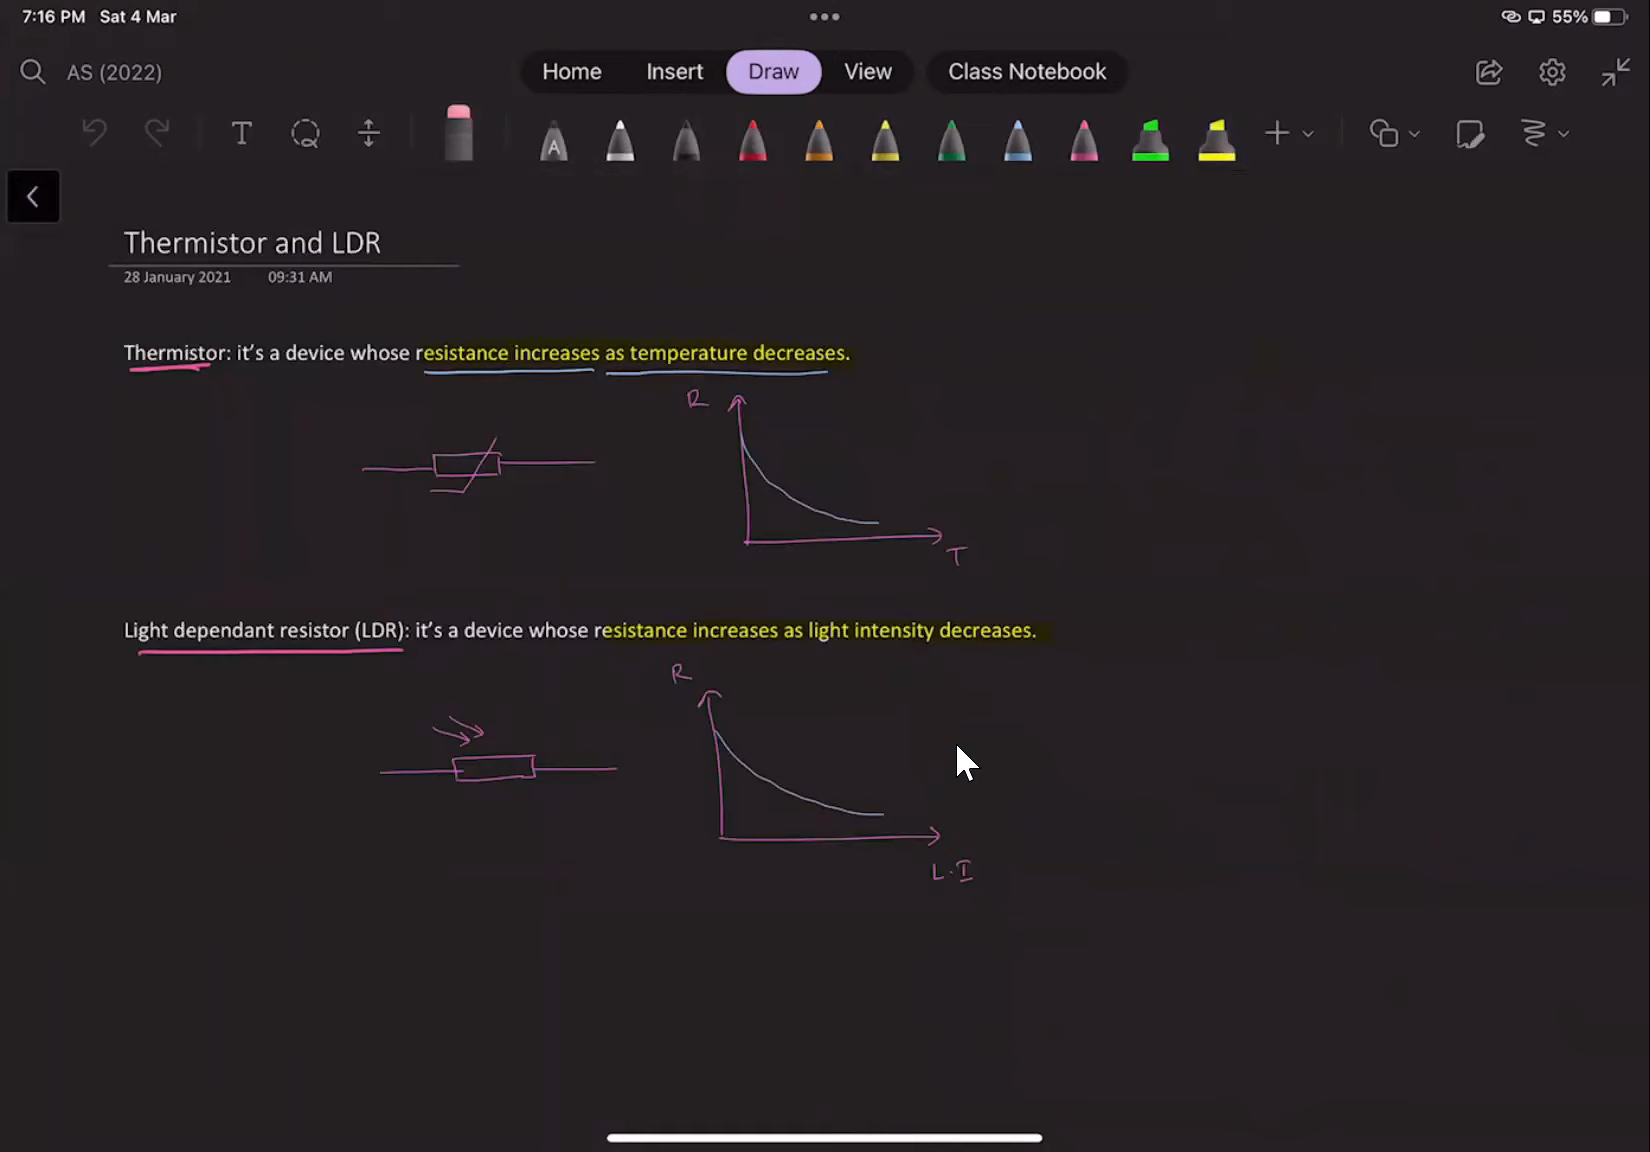 7:16 PM Sat 4 Mar
55%
AS (2022)
Home Insert Draw View Class Notebook
T
A
Thermistor and LDR
28 January 2021 09:31 AM
Thermistor: it's a device whose resistance increases as temperature decreases.
R
T
Light dependant resistor (LDR): it's a device whose resistance increases as light intensity decreases.
R
L.I